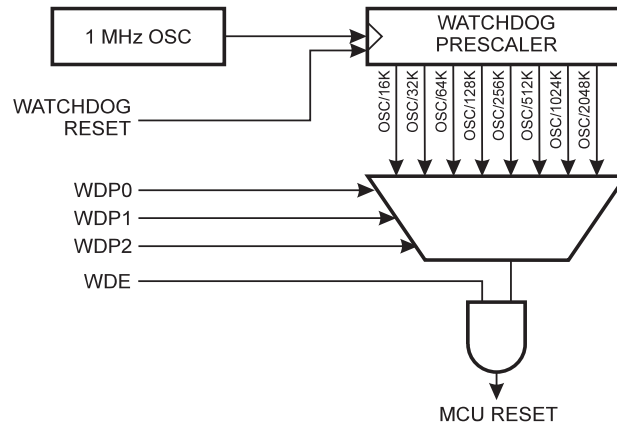 1 MHz OSC
WATCHDOG
PRESCALER
WATCHDOG
RESET
OSC/16K
OSC/32K
OSC/64K
OSC/128K
OSC/256K
OSC/512K
OSC/1024K
OSC/2048K
WDP0
WDP1
WDP2
WDE
MCU RESET